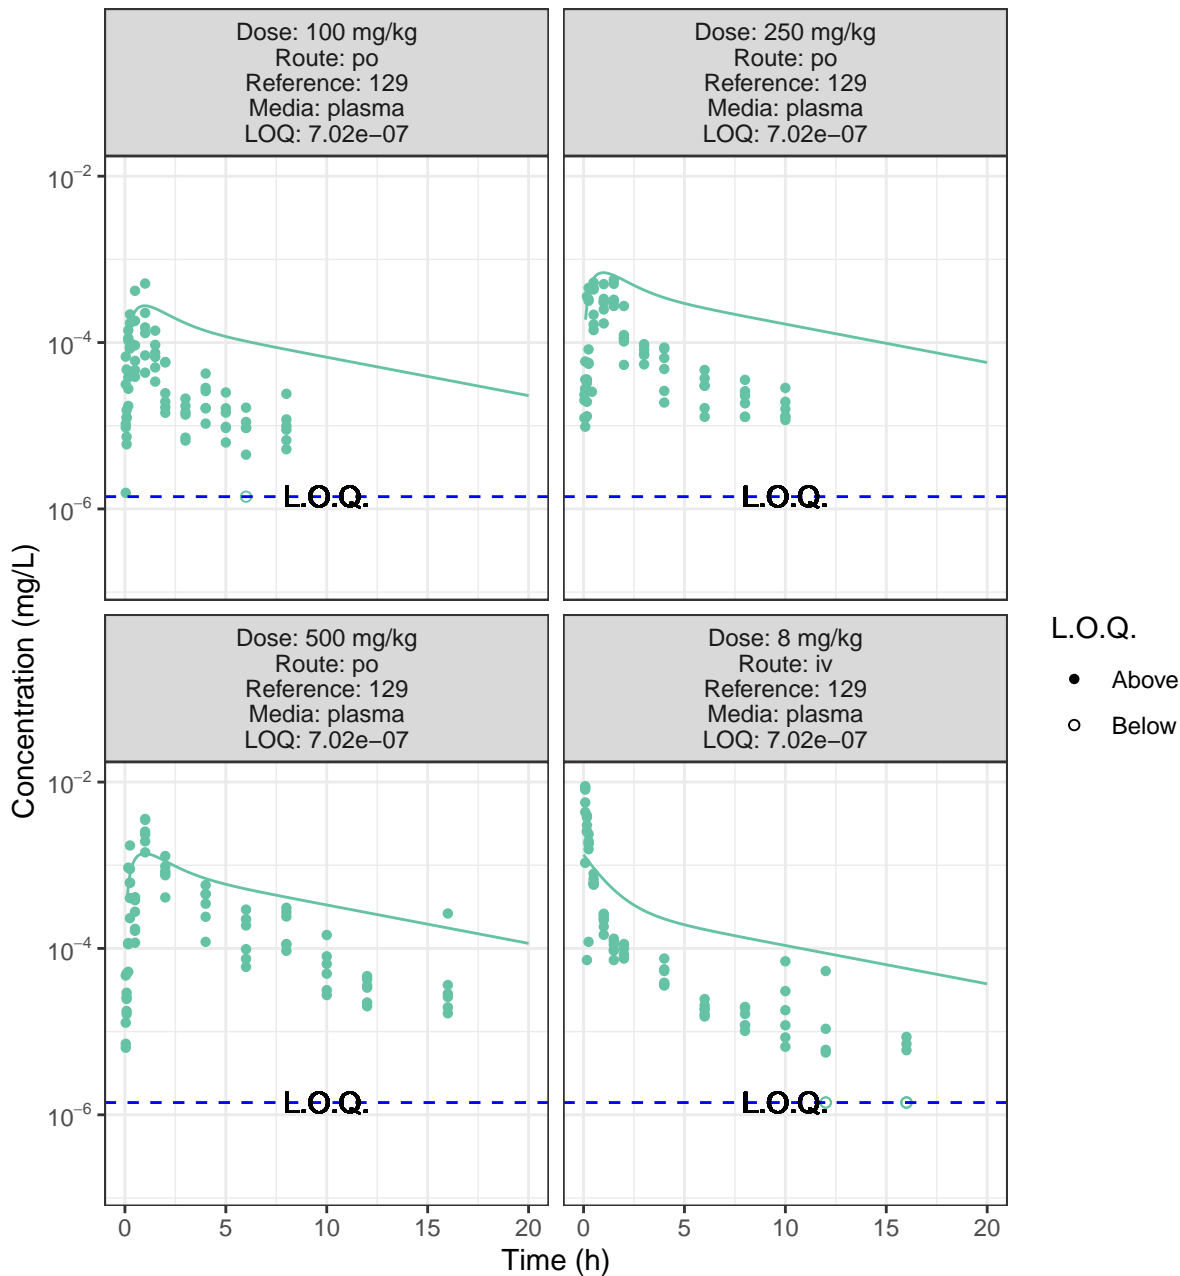 Dose: 100 mg/kg
Route: po
Reference: 129
Media: plasma
LOQ: 7.02e−07
Dose: 250 mg/kg
Route: po
Reference: 129
Media: plasma
LOQ: 7.02e−07
10−2
10−4
10−6
L.O.Q.
L.O.Q.
Dose: 500 mg/kg
Route: po
Reference: 129
Media: plasma
LOQ: 7.02e−07
Dose: 8 mg/kg
Route: iv
Reference: 129
Media: plasma
LOQ: 7.02e−07
10−2
10−4
10−6
L.O.Q.
L.O.Q.
0 5 10 15 20
0 5 10 15 20
Time (h)
Concentration (mg/L)
L.O.Q.
Above
Below